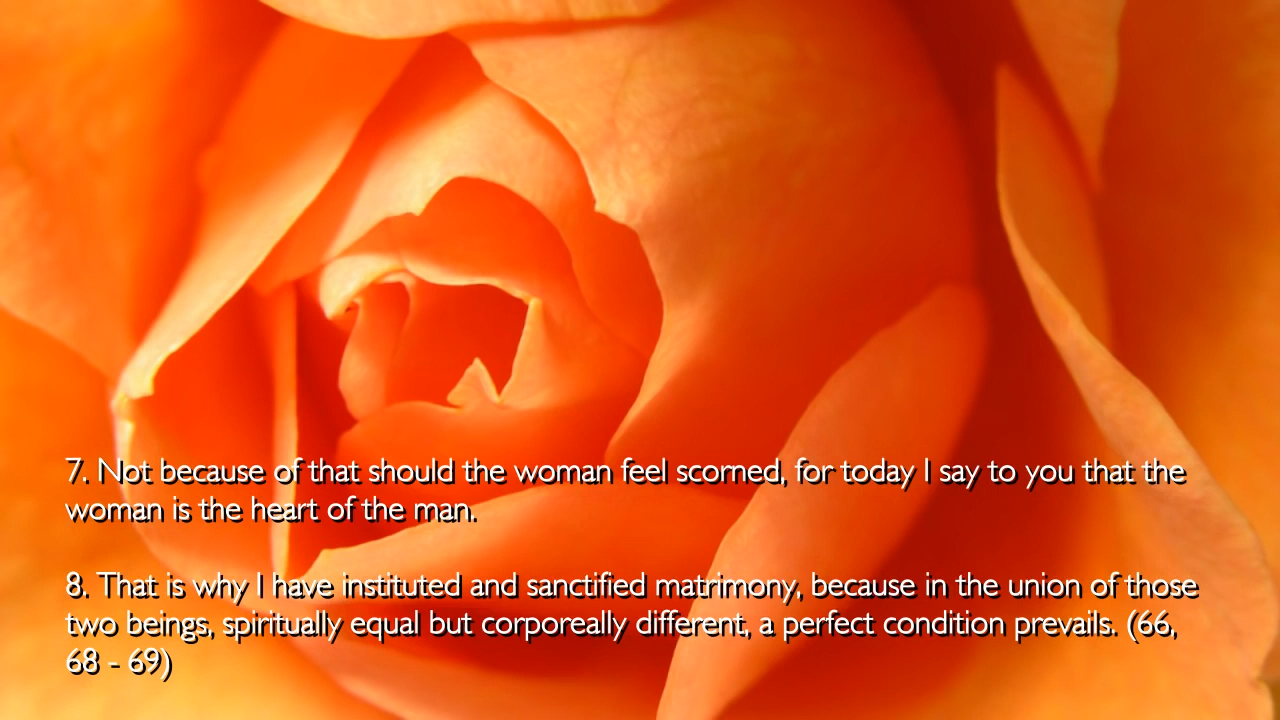 7. Not because of that should the woman feel scorned, for today I say to you that the
woman is the heart of the man.
8. That is why I have instituted and sanctified matrimony, because in the union of those
two beings, spiritually equal but corporeally different, a perfect condition prevails. (66,
68 - 69)